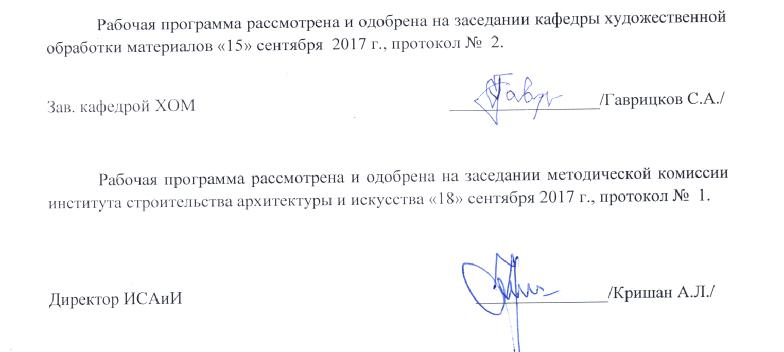 Рабочая программа рассмотрена и одобрена на заседании кафедры художественной
обработки материалов «15» сентября 2017 г., протокол № 2.
Зав. кафедрой ХОМ Гавр /Гаврицков С.А./
Рабочая программа рассмотрена и одобрена на заседании методической комиссии
института строительства архитектуры и искусства «18» сентября 2017 г., протокол № 1.
Директор ИСАиИ /Кришан А.Л./